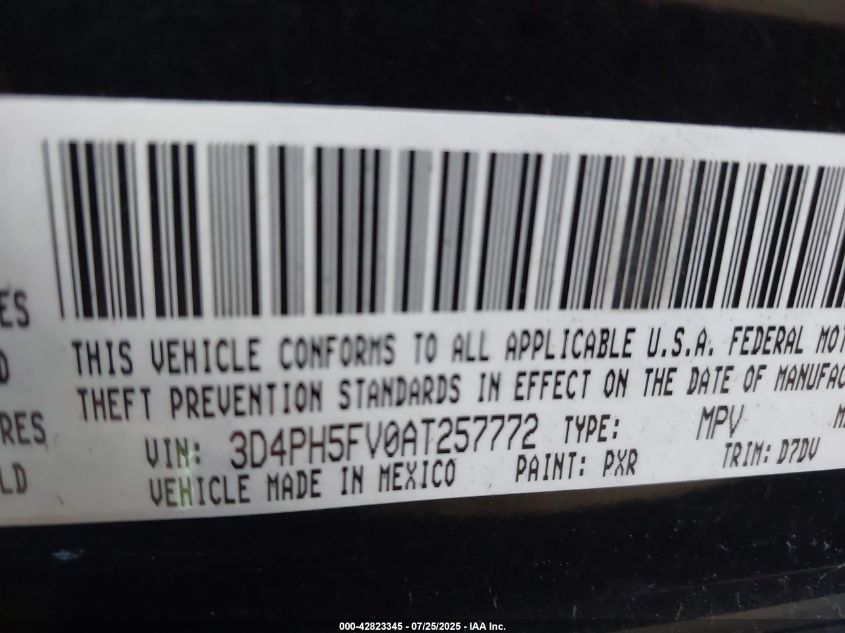 ES
THIS VEHICLE CONFORMS TO ALL APPLICABLE U.S.A. FEDERAL MOT
D
THEFT PREVENTION STANDARDS IN EFFECT ON THE DATE OF MANUFAC
RES
VIN: 3D4PH5FV0AT257772 TYPE: MPV M
LD
VEHICLE MADE IN MEXICO PAINT: PXR TRIM: D7DV
000-42823345 - 07/25/2025 - IAA Inc.